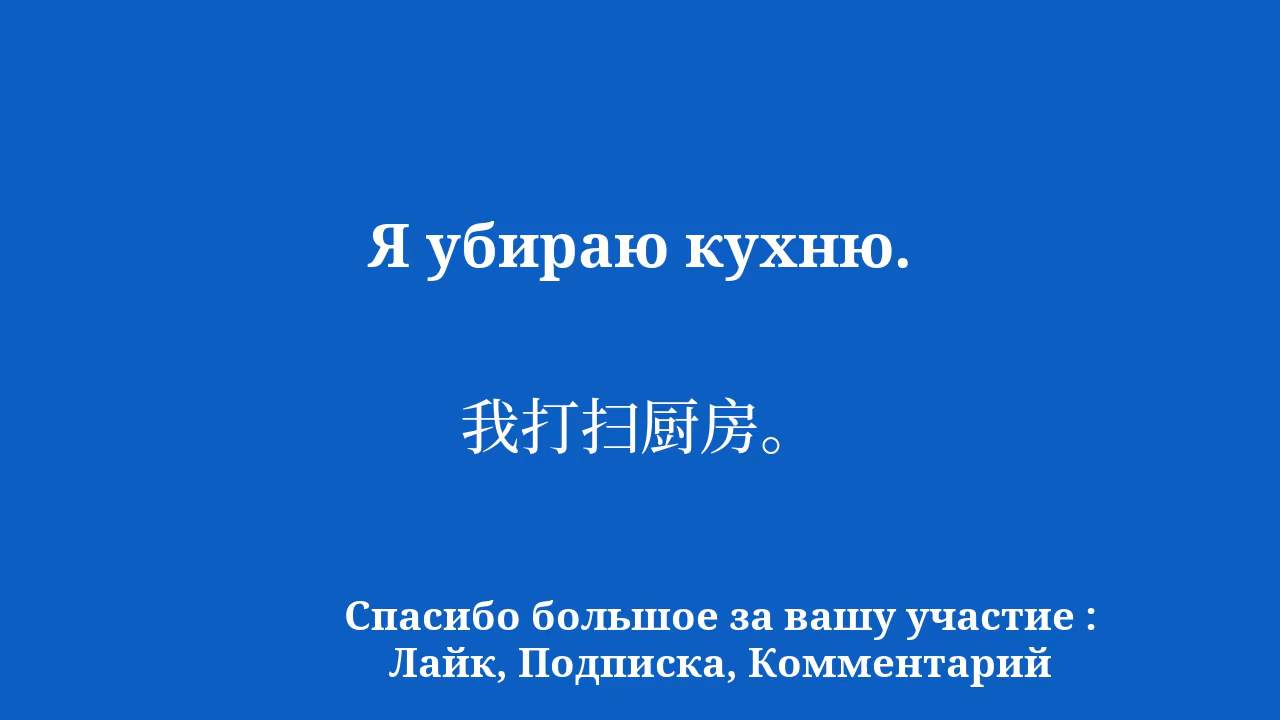 Я убираю кухню.
我打扫厨房。
Спасибо большое за вашу участие :
Лайк, Подписка, Комментарий